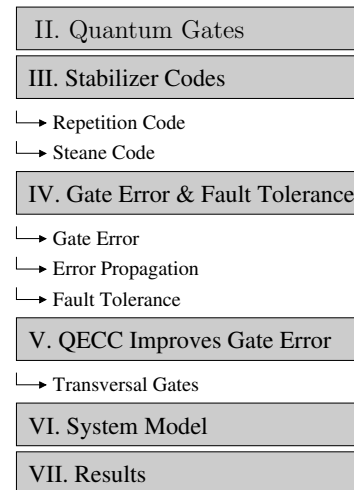 II. Quantum Gates
III. Stabilizer Codes
Repetition Code
Steane Code
IV. Gate Error & Fault Tolerance
Gate Error
Error Propagation
Fault Tolerance
V. QECC Improves Gate Error
Transversal Gates
VI. System Model
VII. Results